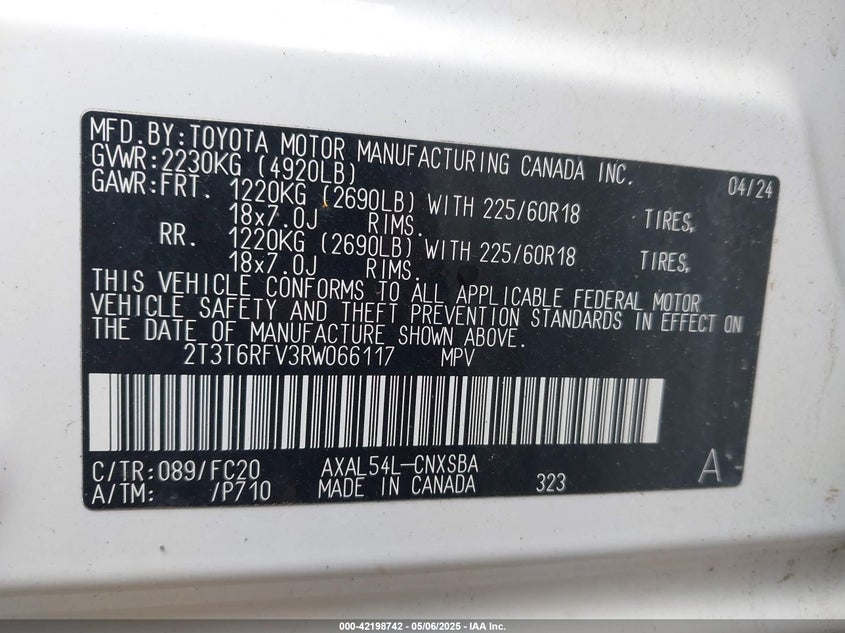 MFD.BY:TOYOTA MOTOR MANUFACTURING CANADA INC. 04/24
GVWR:2230KG (4920LB)
GAWR:FRT. 1220KG (2690LB) WITH 225/60R18 TIRES,
18x7.0J RIMS.
RR. 1220KG (2690LB) WITH 225/60R18 TIRES,
18x7.0J RIMS.
THIS VEHICLE CONFORMS TO ALL APPLICABLE FEDERAL MOTOR
VEHICLE SAFETY AND THEFT PREVENTION STANDARDS IN EFFECT ON
THE DATE OF MANUFACTURE SHOWN ABOVE.
2T3T6RFV3RW066117 MPV
C/TR:089/FC20 AXAL54L-CNXSBA A
A/TM: /P710 MADE IN CANADA 323
000-42198742 - 05/06/2025 - IAA Inc.